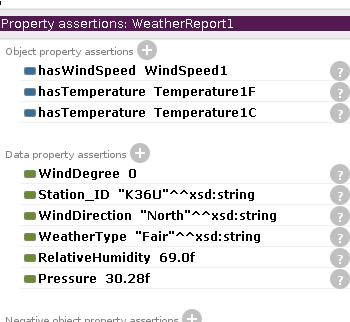 Property assertions: WeatherReport1
Object property assertions
hasWindSpeed WindSpeed1
hasTemperature Temperature1F
hasTemperature Temperature1C
Data property assertions
WindDegree 0
Station_ID "K36U"^^xsd:string
WindDirection "North"^^xsd:string
WeatherType "Fair"^^xsd:string
RelativeHumidity 69.0f
Pressure 30.28f
Negative object property assertions